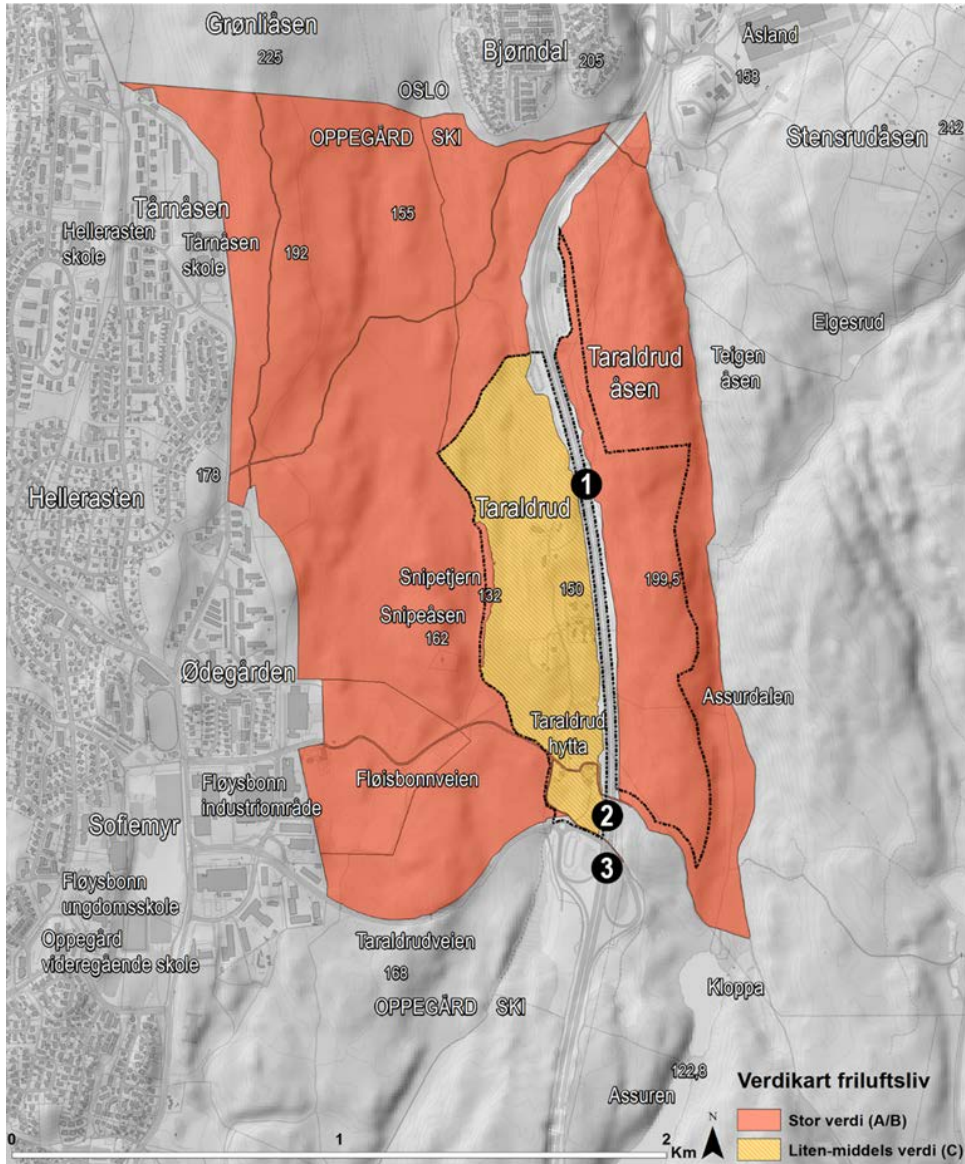 Grønliåsen
225
Bjørndal
205
Åsland
158
OSLO
OPPEGÅRD SKI
Stensrudåsen
242
Tårnåsen
Hellerasten
skole
Tårnåsen
skole
192
155
Elgesrud
Taraldrud
åsen
Teigen
åsen
178
Hellerasten
1
Taraldrud
Snipetjern
132
150
199,5
Snipeåsen
162
Ødegården
Assurdalen
Taraldrud
hytta
Fløisbonnveien
Fløysbonn
industriområde
2
Sofiemyr
3
Fløysbonn
ungdomsskole
Oppegård
videregående skole
Taraldrudveien
168
Kloppa
OPPEGÅRD SKI
122,8
Assuren
Verdikart friluftsliv
N
Stor verdi (A/B)
Liten-middels verdi (C)
0 1 2
Km